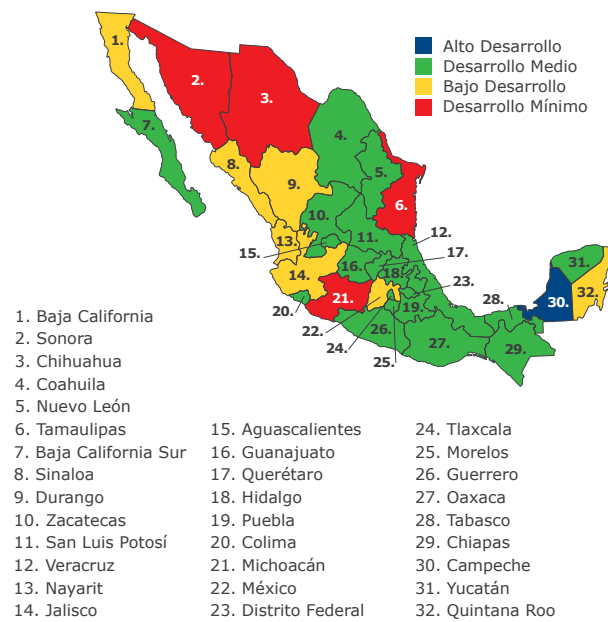 1.
2.
3.
4.
5.
6.
7.
8.
9.
10.
11.
12.
13.
14.
15.
16.
17.
18.
19.
20.
21.
22.
23.
24.
25.
26.
27.
28.
29.
30.
31.
32.
Alto Desarrollo
Desarrollo Medio
Bajo Desarrollo
Desarrollo Mínimo
1. Baja California
2. Sonora
3. Chihuahua
4. Coahuila
5. Nuevo León
6. Tamaulipas
7. Baja California Sur
8. Sinaloa
9. Durango
10. Zacatecas
11. San Luis Potosí
12. Veracruz
13. Nayarit
14. Jalisco
15. Aguascalientes
16. Guanajuato
17. Querétaro
18. Hidalgo
19. Puebla
20. Colima
21. Michoacán
22. México
23. Distrito Federal
24. Tlaxcala
25. Morelos
26. Guerrero
27. Oaxaca
28. Tabasco
29. Chiapas
30. Campeche
31. Yucatán
32. Quintana Roo